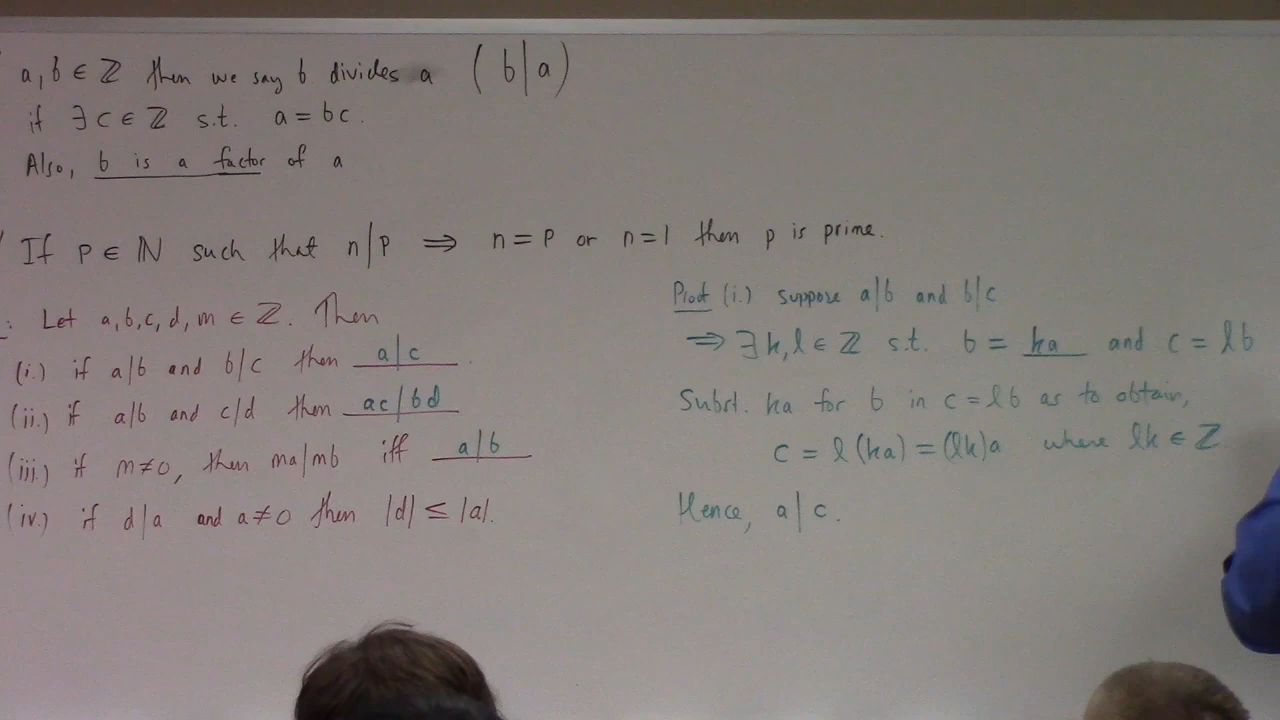 a, b ∈ ℤ then we say b divides a (b|a)
if ∃ c ∈ ℤ s.t. a = bc.
Also, b is a factor of a
If p ∈ ℕ such that n|p ⟹ n = p or n = 1 then p is prime.
: Let a, b, c, d, m ∈ ℤ. Then
(i.) if a|b and b|c then a|c.
(ii.) if a|b and c|d then ac|bd
(iii.) if m ≠ 0, then ma|mb iff a|b
(iv.) if d|a and a ≠ 0 then |d| ≤ |a|.
Proof (i.) suppose a|b and b|c
⟹ ∃ k, l ∈ ℤ s.t. b = ka and c = lb
Subst. ka for b in c = lb as to obtain,
c = l(ka) = (lk)a where lk ∈ ℤ
Hence, a|c.